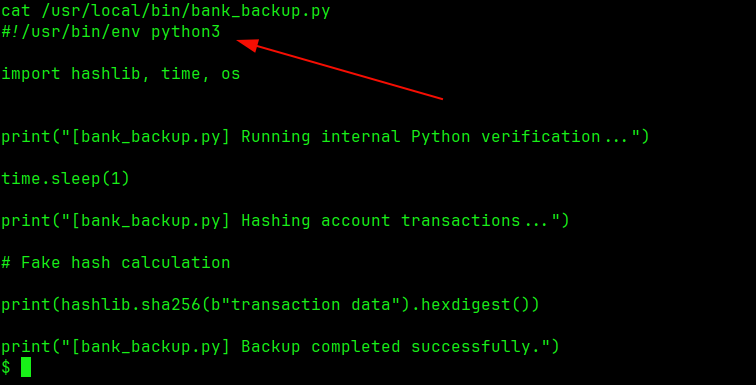 cat /usr/local/bin/bank_backup.py
#!/usr/bin/env python3
import hashlib, time, os
print("[bank_backup.py] Running internal Python verification...")
time.sleep(1)
print("[bank_backup.py] Hashing account transactions...")
# Fake hash calculation
print(hashlib.sha256(b"transaction data").hexdigest())
print("[bank_backup.py] Backup completed successfully.")
$